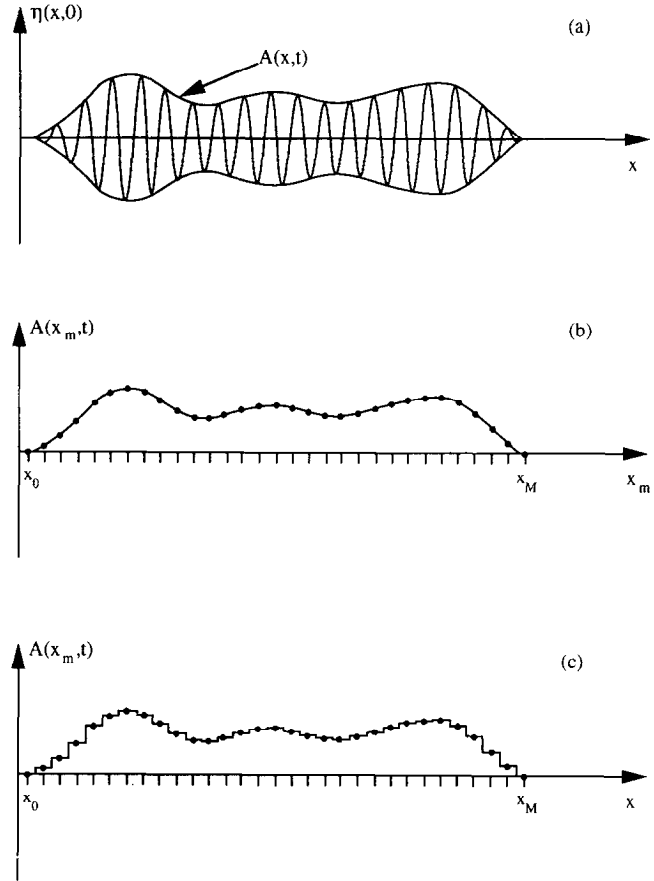 η(x,0)
(a)
A(x,t)
x
A(x_m,t)
(b)
x_0
x_M
x_m
A(x_m,t)
(c)
x_0
x_M
x